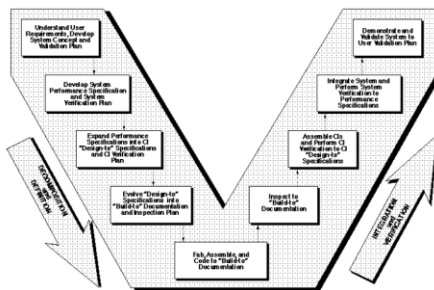 Understand User
Requirements, Develop
System Concept and
Validation Plan
Develop System
Performance Specification
and System
Verification Plan
Expand Performance
Specifications into CI
"Design-to" Specifications
and CI Verification
Plan
Evolve "Design-to"
Specifications into
"Build-to" Documentation
and Inspection Plan
Fab, Assemble, and
Code to "Build-to"
Documentation
Inspect to
"Build-to"
Documentation
Assemble CIs
and Perform CI
Verification to CI
"Design-to"
Specifications
Integrate System and
Perform System
Verification to
Performance
Specifications
Demonstrate and
Validate System to
User Validation Plan
INTEGRATION
and
VERIFICATION